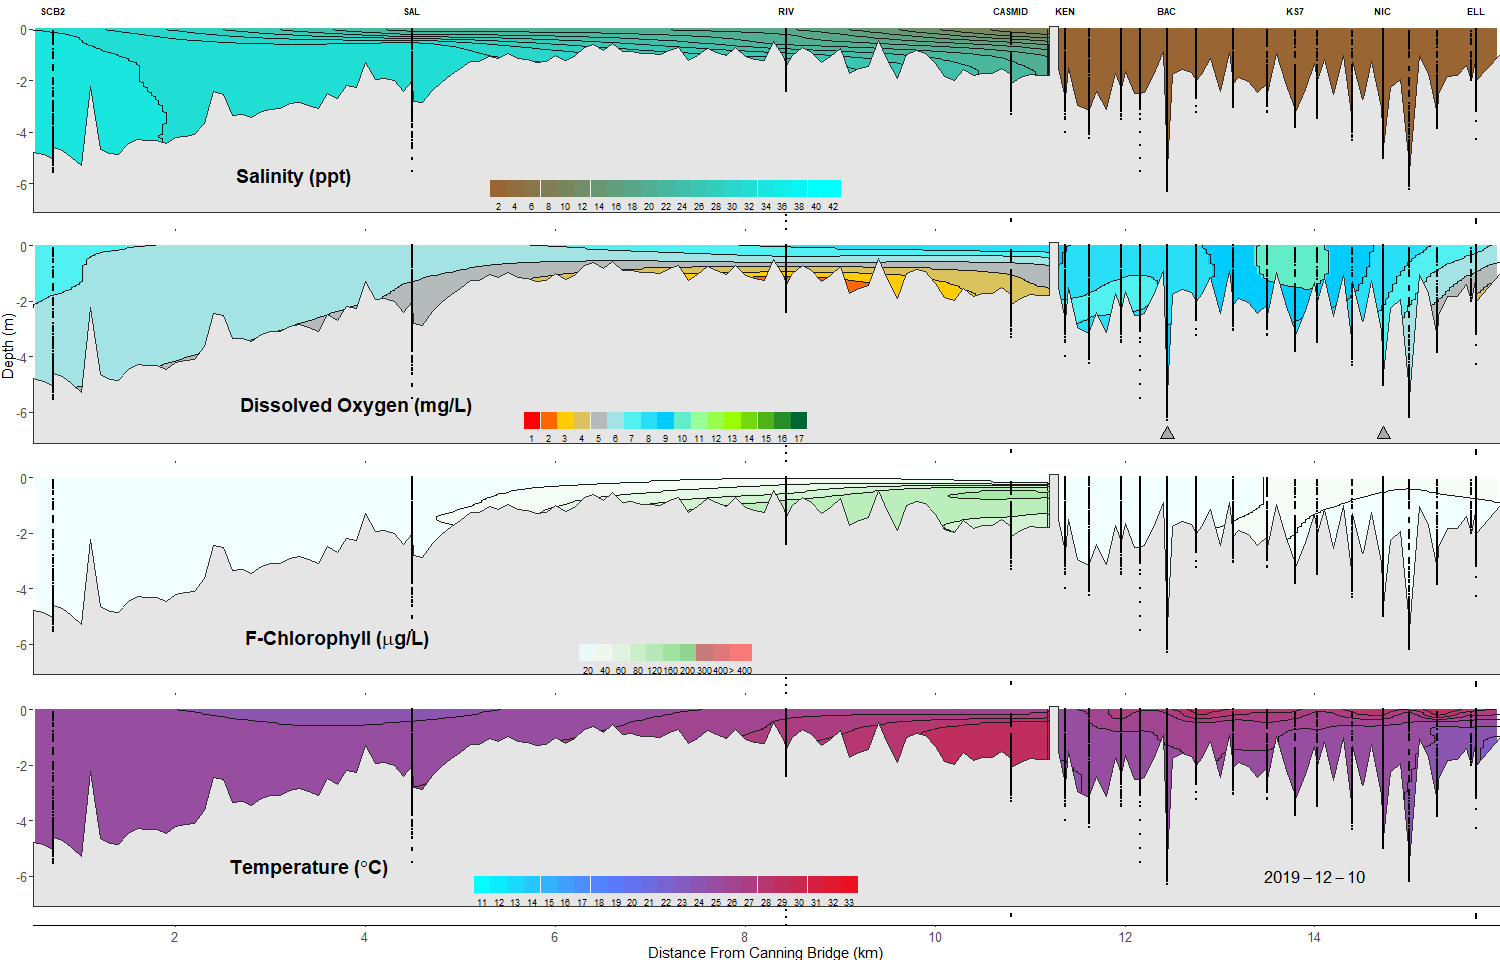 SCB2 SAL RIV CASMID KEN BAC KS7 NIC ELL
0
-2
-4
-6
Salinity (ppt)
2 4 6 8 10 12 14 16 18 20 22 24 26 28 30 32 34 36 38 40 42
0
-2
-4
-6
Depth (m)
Dissolved Oxygen (mg/L)
1 2 3 4 5 6 7 8 9 10 11 12 13 14 15 16 17
0
-2
-4
-6
F-Chlorophyll (µg/L)
20 40 60 80 120 160 200 300 400 > 400
0
-2
-4
-6
Temperature (°C)
11 12 13 14 15 16 17 18 19 20 21 22 23 24 25 26 27 28 29 30 31 32 33
2019 – 12 – 10
2 4 6 8 10 12 14
Distance From Canning Bridge (km)